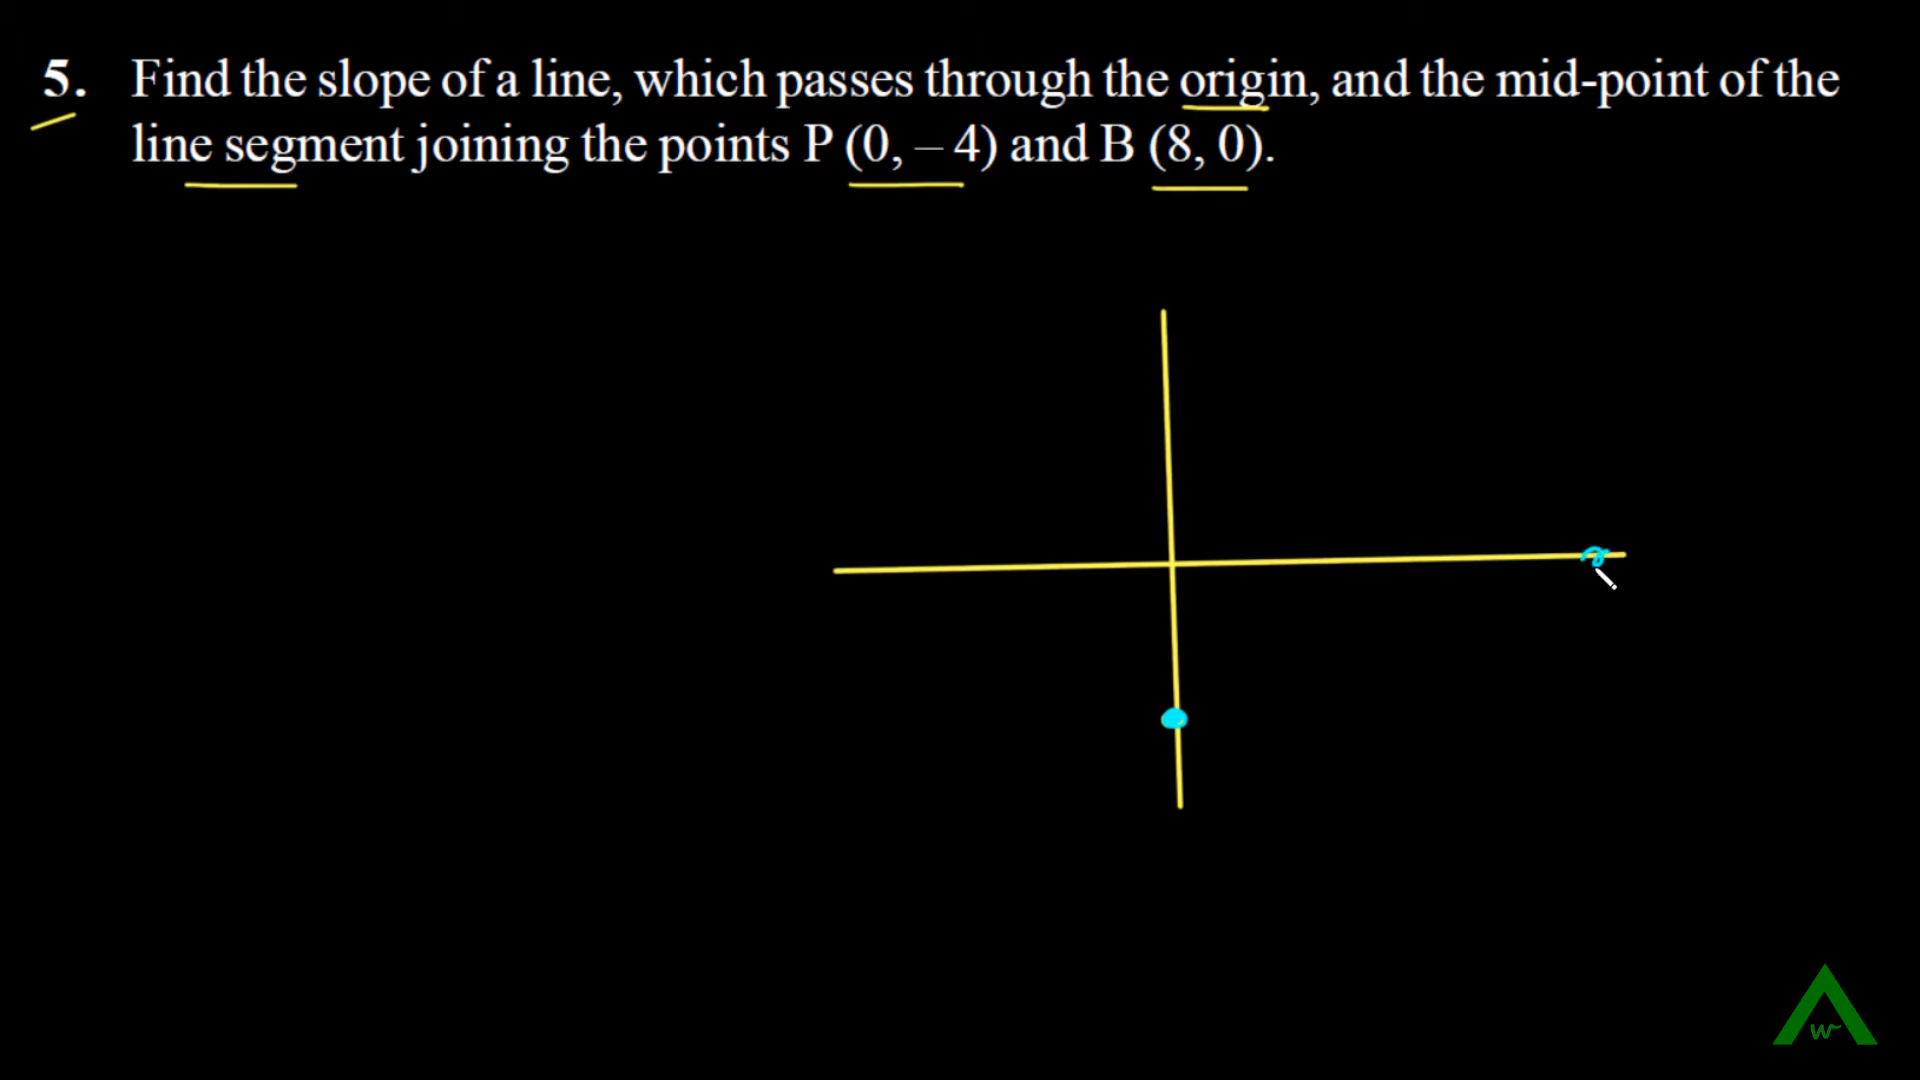 5. Find the slope of a line, which passes through the origin, and the mid-point of the
line segment joining the points P (0, – 4) and B (8, 0).
w